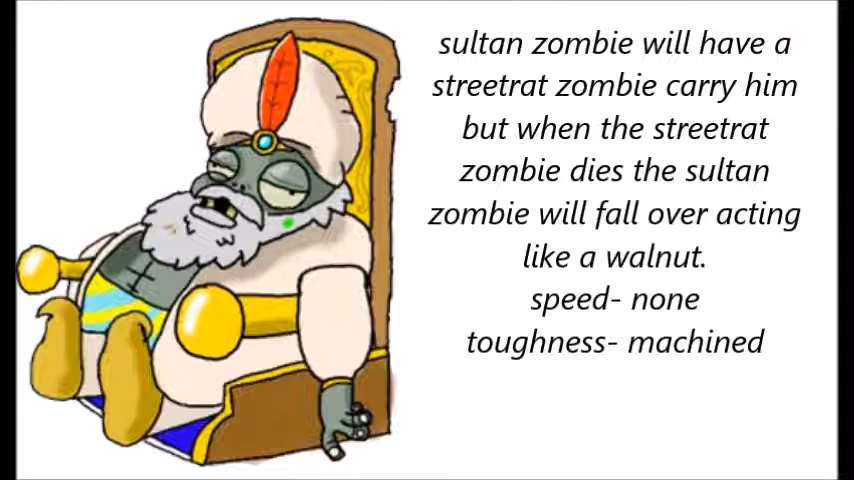 sultan zombie will have a
streetrat zombie carry him
but when the streetrat
zombie dies the sultan
zombie will fall over acting
like a walnut.
speed- none
toughness- machined